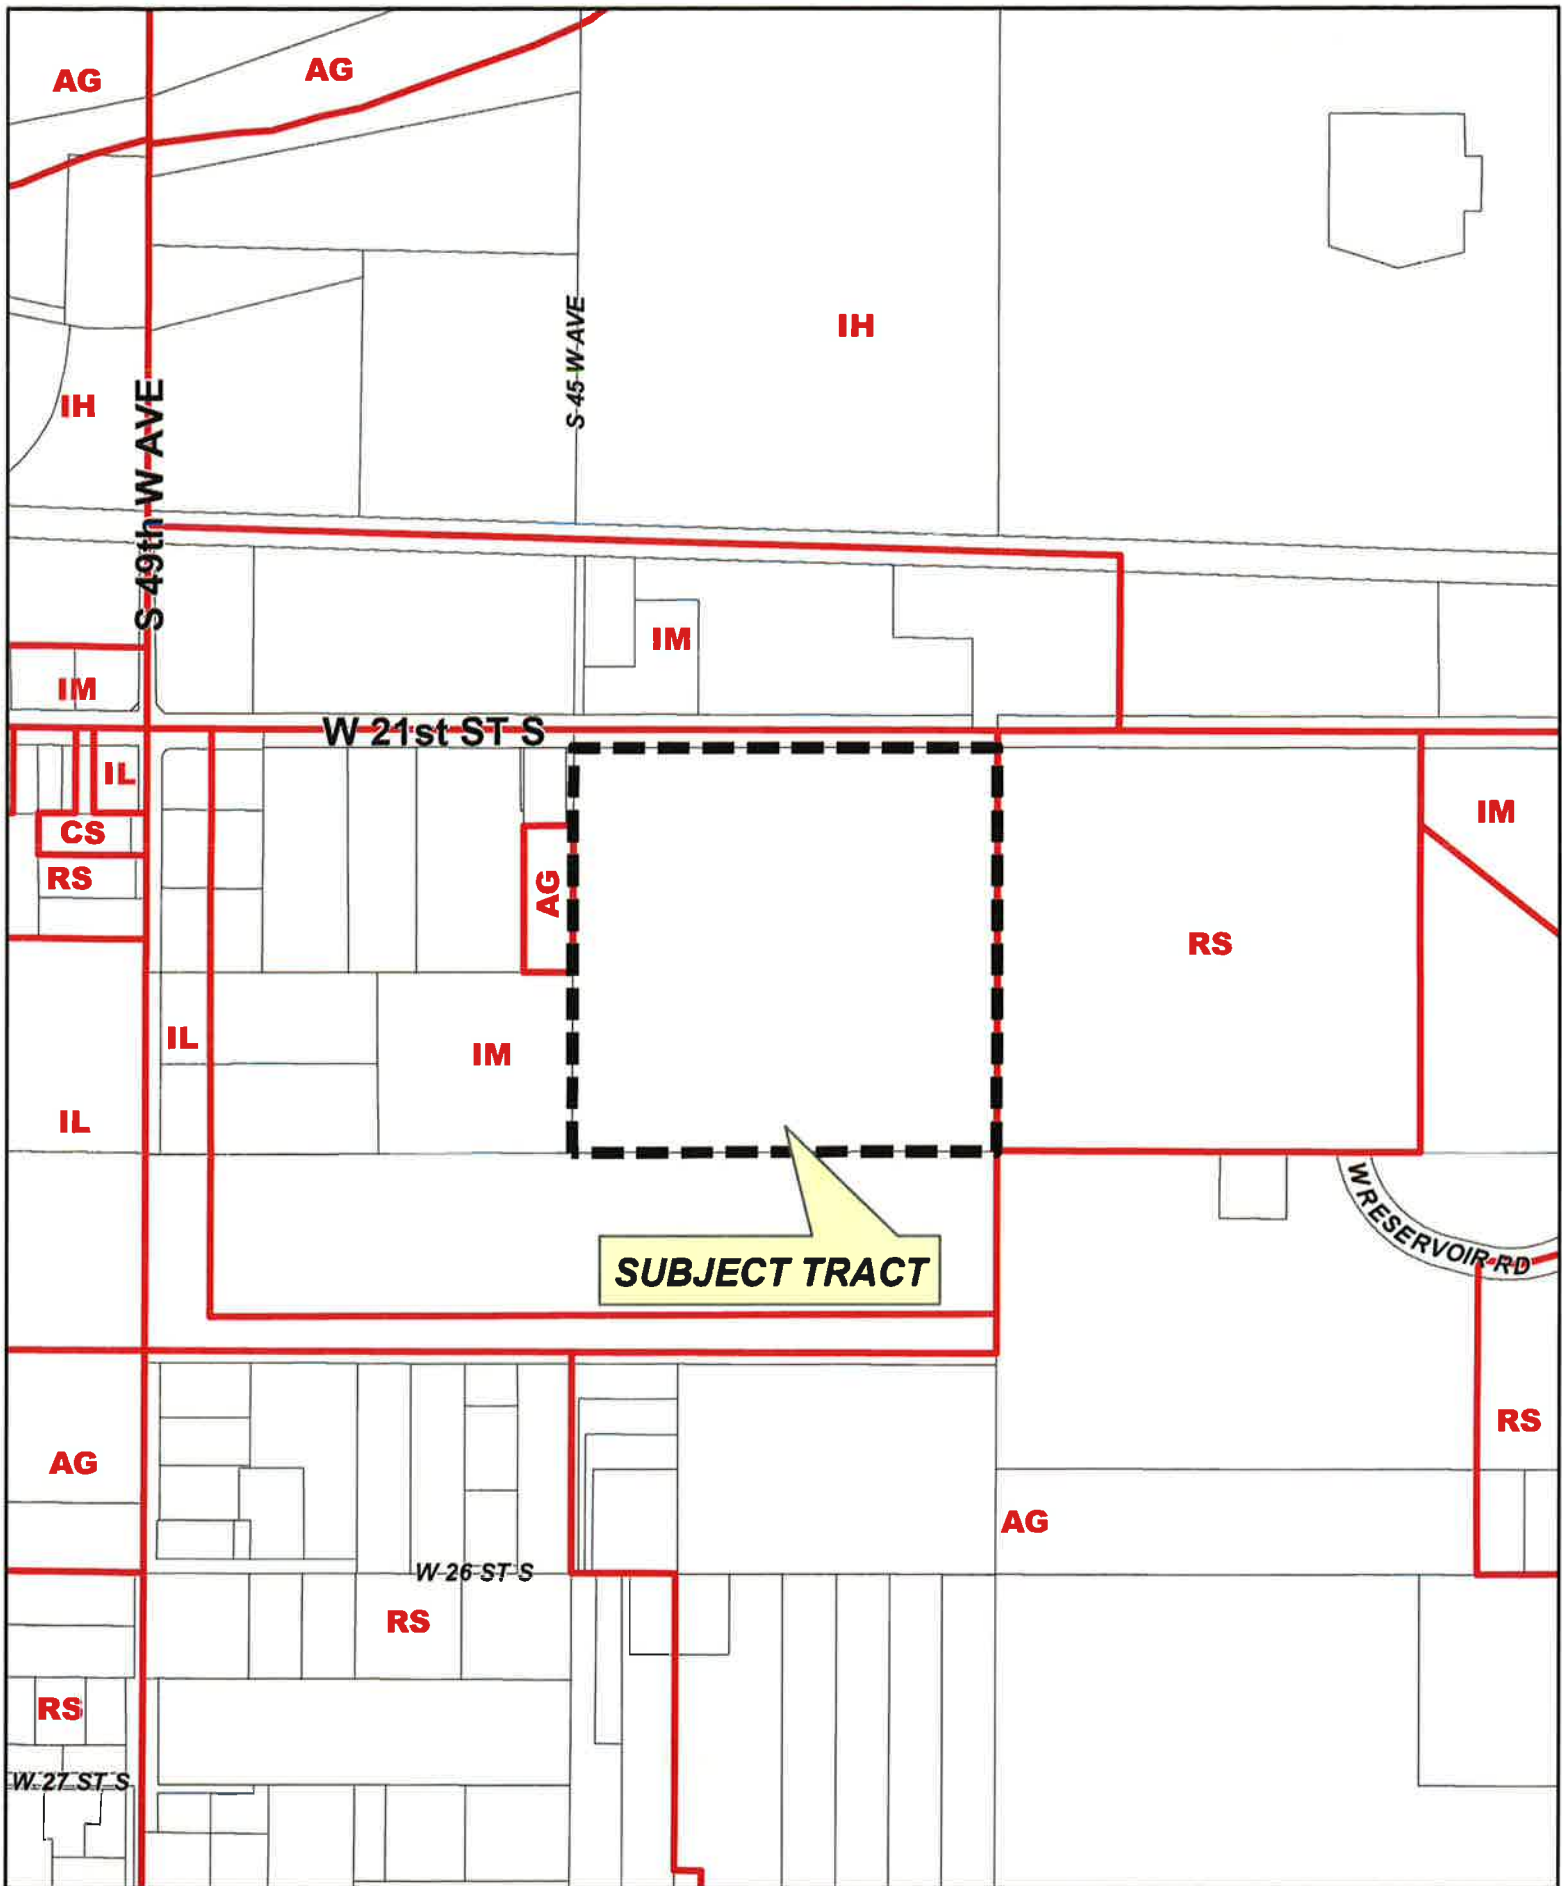 AG
AG
S 45 W AVE
IH
IH
S 49th W AVE
IM
IM
W 21st ST S
IL
CS
RS
AG
IM
RS
IL
IM
IL
W RESERVOIR RD
SUBJECT TRACT
RS
AG
AG
W 26 ST S
RS
RS
W 27 ST S